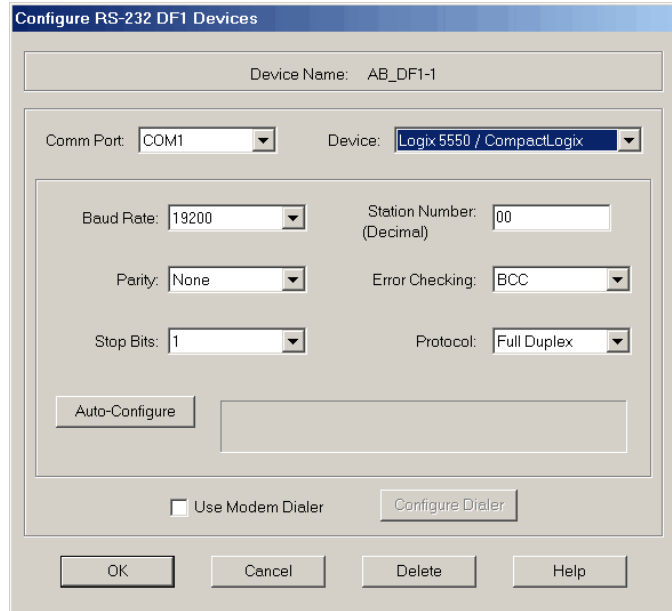 Configure RS-232 DF1 Devices
Device Name: AB_DF1-1
Comm Port: COM1 Device: Logix 5550 / CompactLogix
Baud Rate: 19200 Station Number: 00
(Decimal)
Parity: None Error Checking: BCC
Stop Bits: 1 Protocol: Full Duplex
Auto-Configure
Use Modem Dialer Configure Dialer
OK Cancel Delete Help